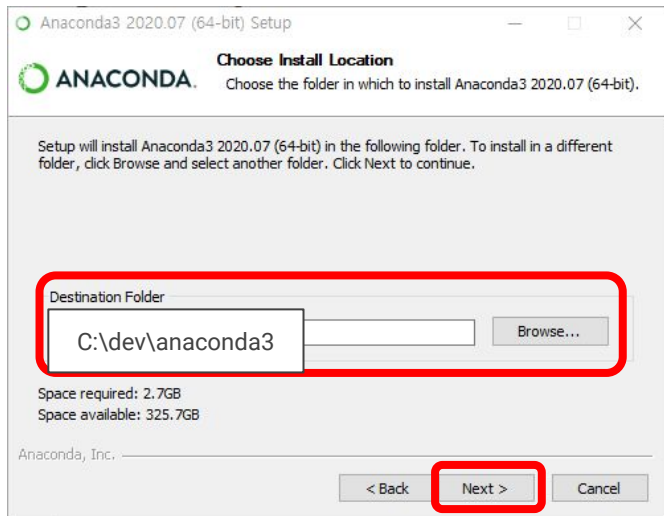 Anaconda3 2020.07 (64-bit) Setup
Choose Install Location
ANACONDA.
Choose the folder in which to install Anaconda3 2020.07 (64-bit).
Setup will install Anaconda3 2020.07 (64-bit) in the following folder. To install in a different
folder, click Browse and select another folder. Click Next to continue.
Destination Folder
C:\dev\anaconda3
Browse...
Space required: 2.7GB
Space available: 325.7GB
Anaconda, Inc.
< Back
Next >
Cancel